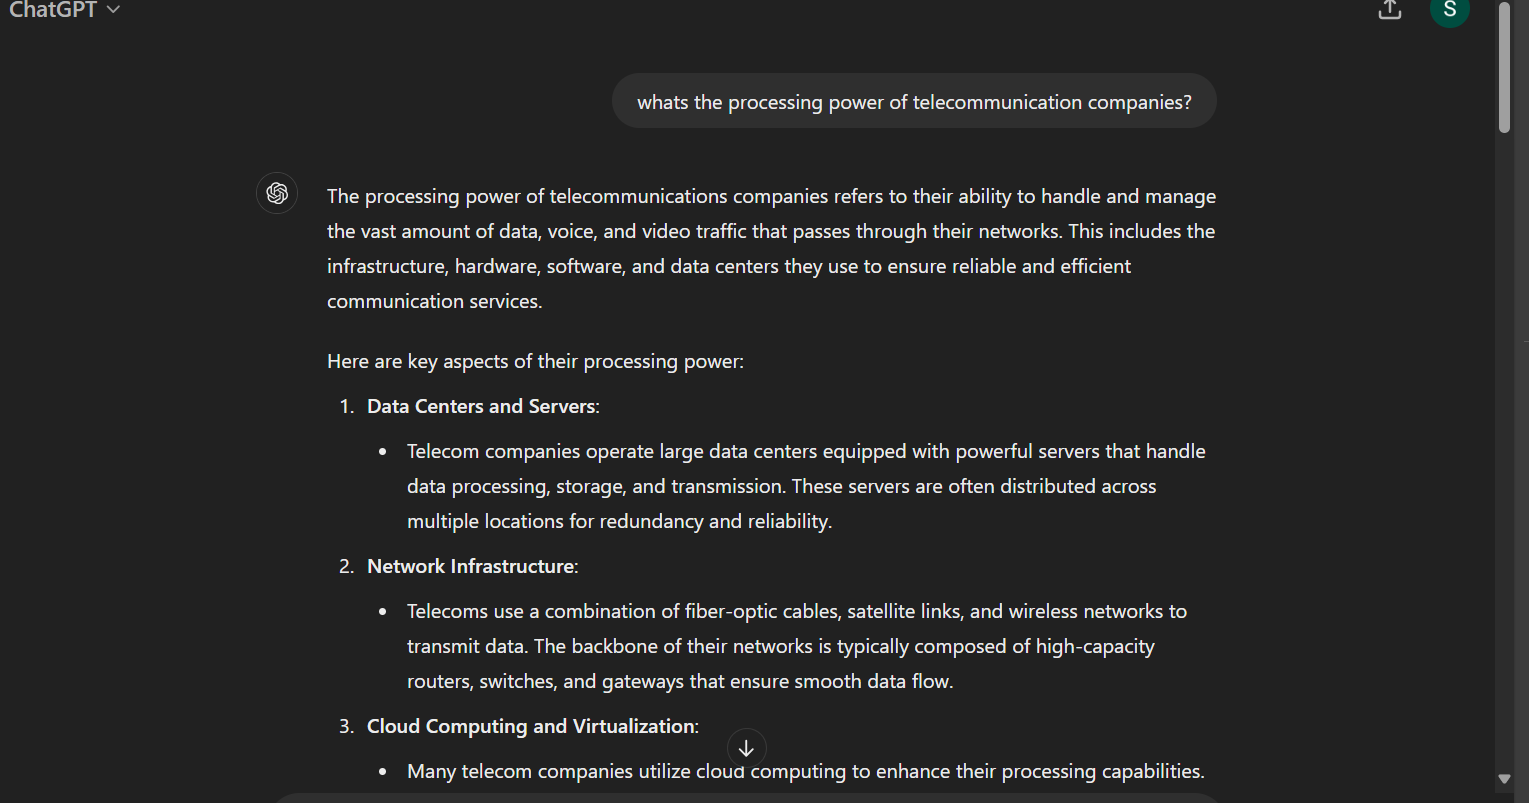 ChatGPT
S
whats the processing power of telecommunication companies?
The processing power of telecommunications companies refers to their ability to handle and manage
the vast amount of data, voice, and video traffic that passes through their networks. This includes the
infrastructure, hardware, software, and data centers they use to ensure reliable and efficient
communication services.
Here are key aspects of their processing power:
1. Data Centers and Servers:
• Telecom companies operate large data centers equipped with powerful servers that handle
data processing, storage, and transmission. These servers are often distributed across
multiple locations for redundancy and reliability.
2. Network Infrastructure:
• Telecoms use a combination of fiber-optic cables, satellite links, and wireless networks to
transmit data. The backbone of their networks is typically composed of high-capacity
routers, switches, and gateways that ensure smooth data flow.
3. Cloud Computing and Virtualization:
• Many telecom companies utilize cloud computing to enhance their processing capabilities.